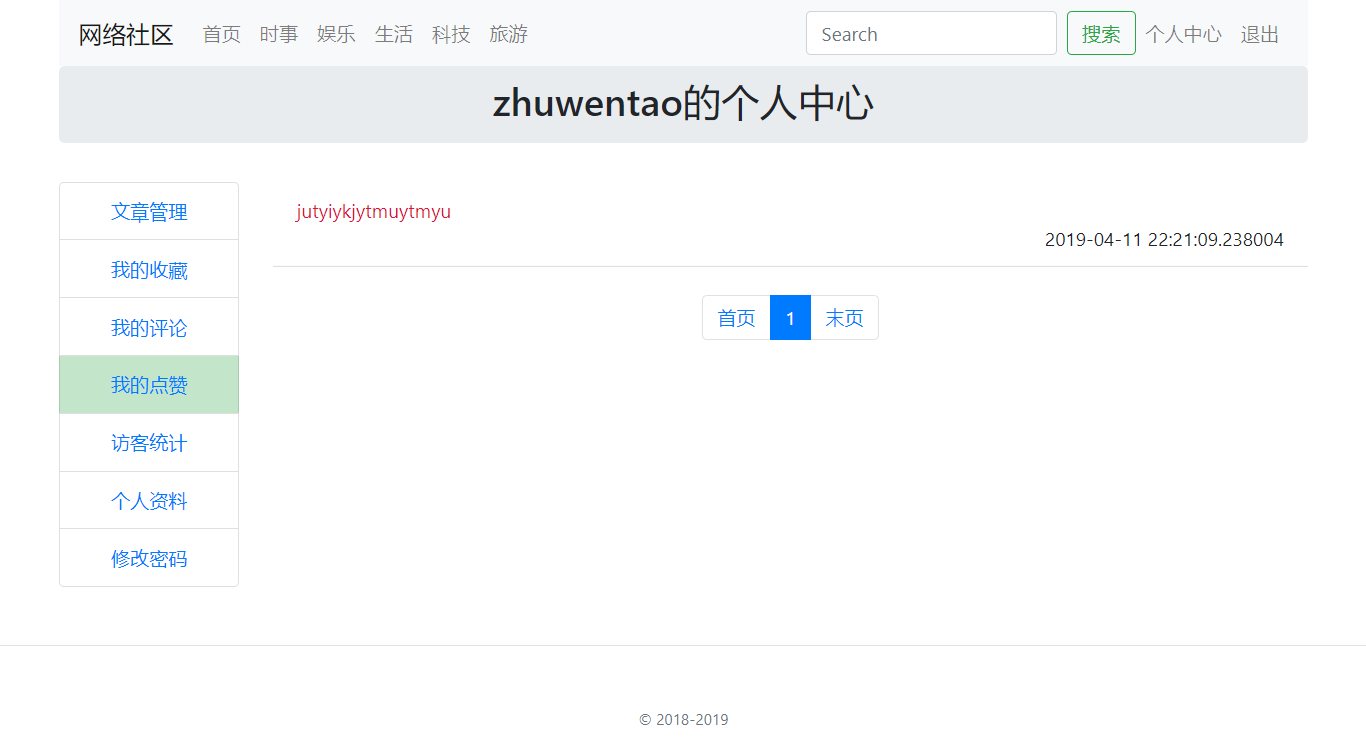 网络社区 首页 时事 娱乐 生活 科技 旅游 Search 搜索 个人中心 退出
zhuwentao的个人中心
文章管理
我的收藏
我的评论
我的点赞
访客统计
个人资料
修改密码
jutyiykjytmuytmyu
2019-04-11 22:21:09.238004
首页 1 末页
© 2018-2019